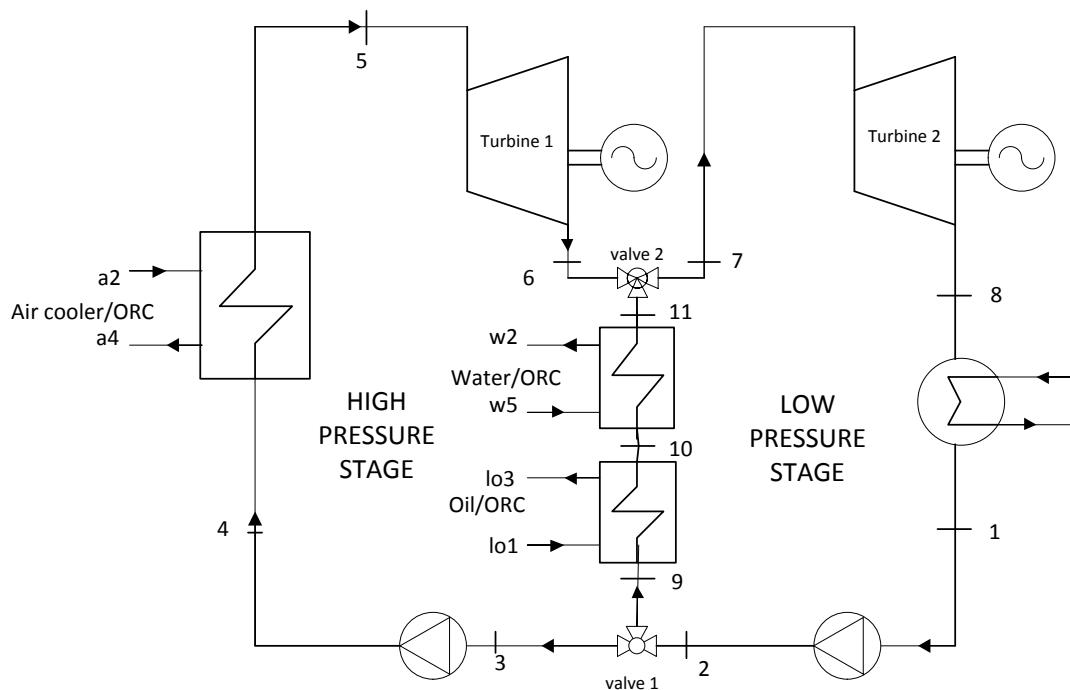 5
Turbine 1
Turbine 2
valve 2
6
7
a2
Air cooler/ORC
a4
11
8
w2
Water/ORC
w5
HIGH
PRESSURE
STAGE
LOW
PRESSURE
STAGE
10
lo3
Oil/ORC
lo1
4
1
9
3
2
valve 1